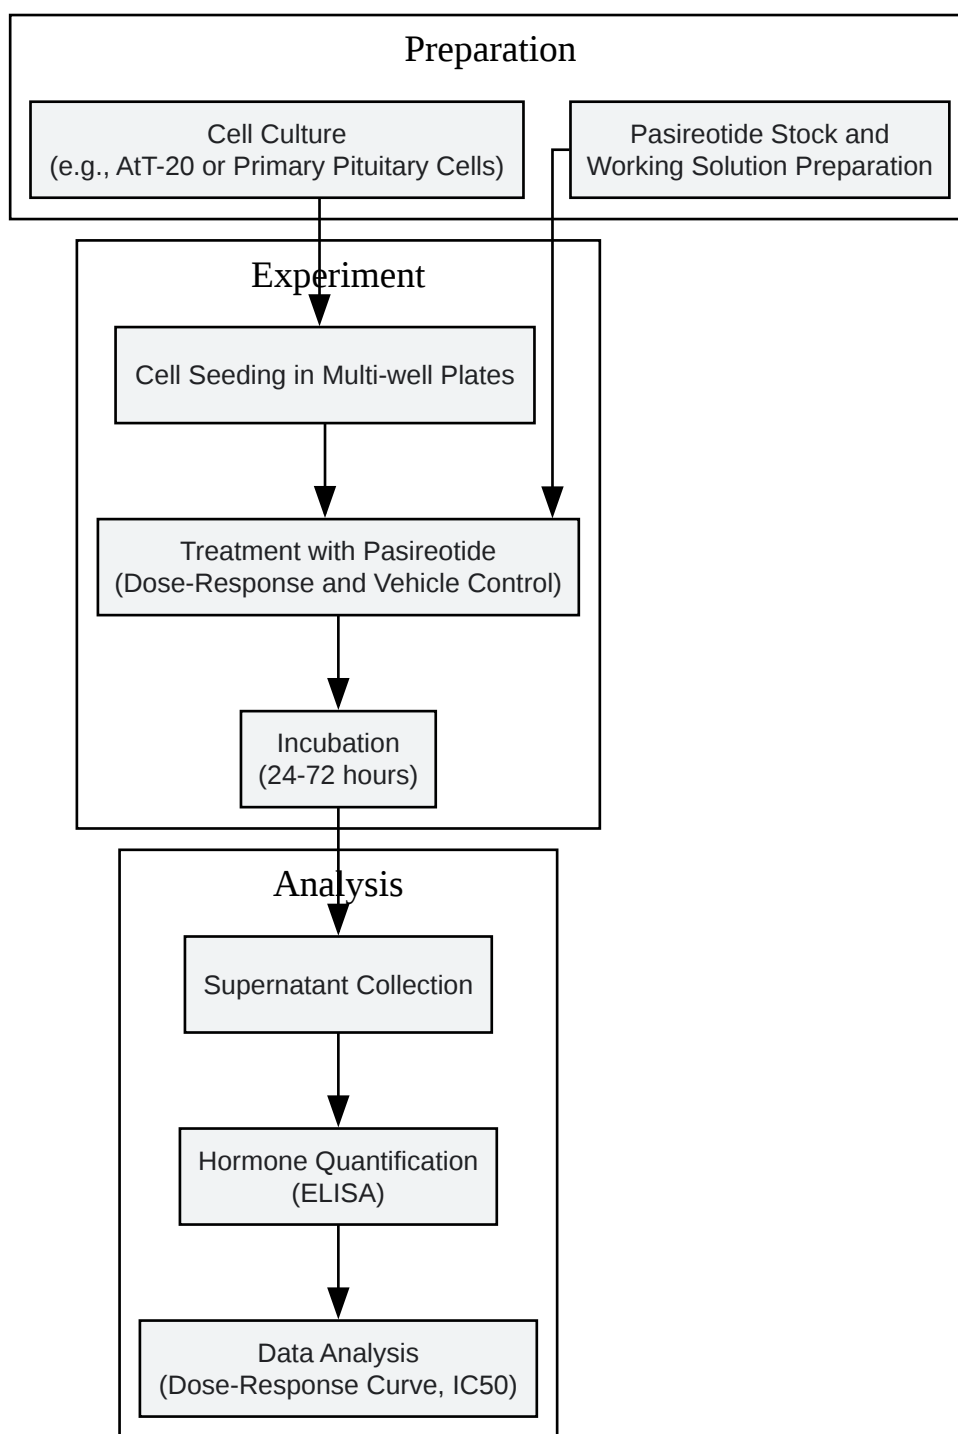 Preparation
Cell Culture
(e.g., AtT-20 or Primary Pituitary Cells)
Pasireotide Stock and
Working Solution Preparation
Experiment
Cell Seeding in Multi-well Plates
Treatment with Pasireotide
(Dose-Response and Vehicle Control)
Incubation
(24-72 hours)
Analysis
Supernatant Collection
Hormone Quantification
(ELISA)
Data Analysis
(Dose-Response Curve, IC50)